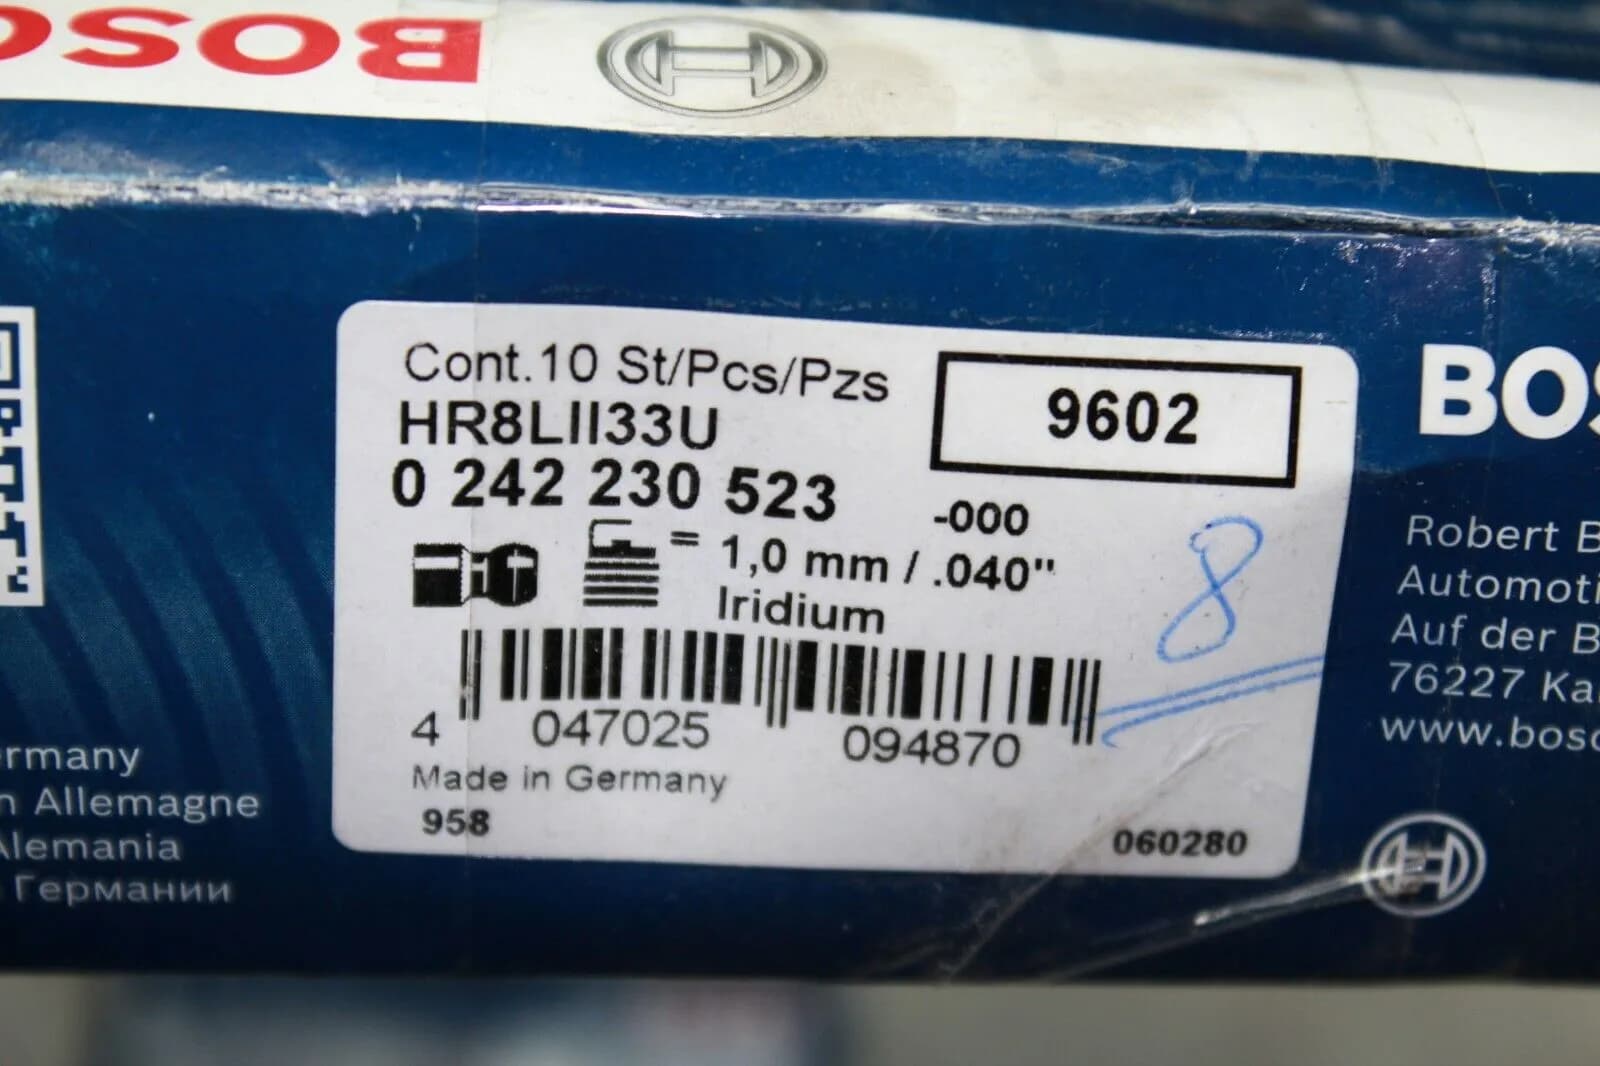 BOSC
Cont.10 St/Pcs/Pzs
9602
HR8LII33U
0 242 230 523
-000
8
= 1,0 mm / .040"
Iridium
4 047025 094870
Made in Germany
958
060280
BOS
Robert B
Automoti
Auf der B
76227 Ka
www.bosc
rmany
n Allemagne
Alemania
Германии